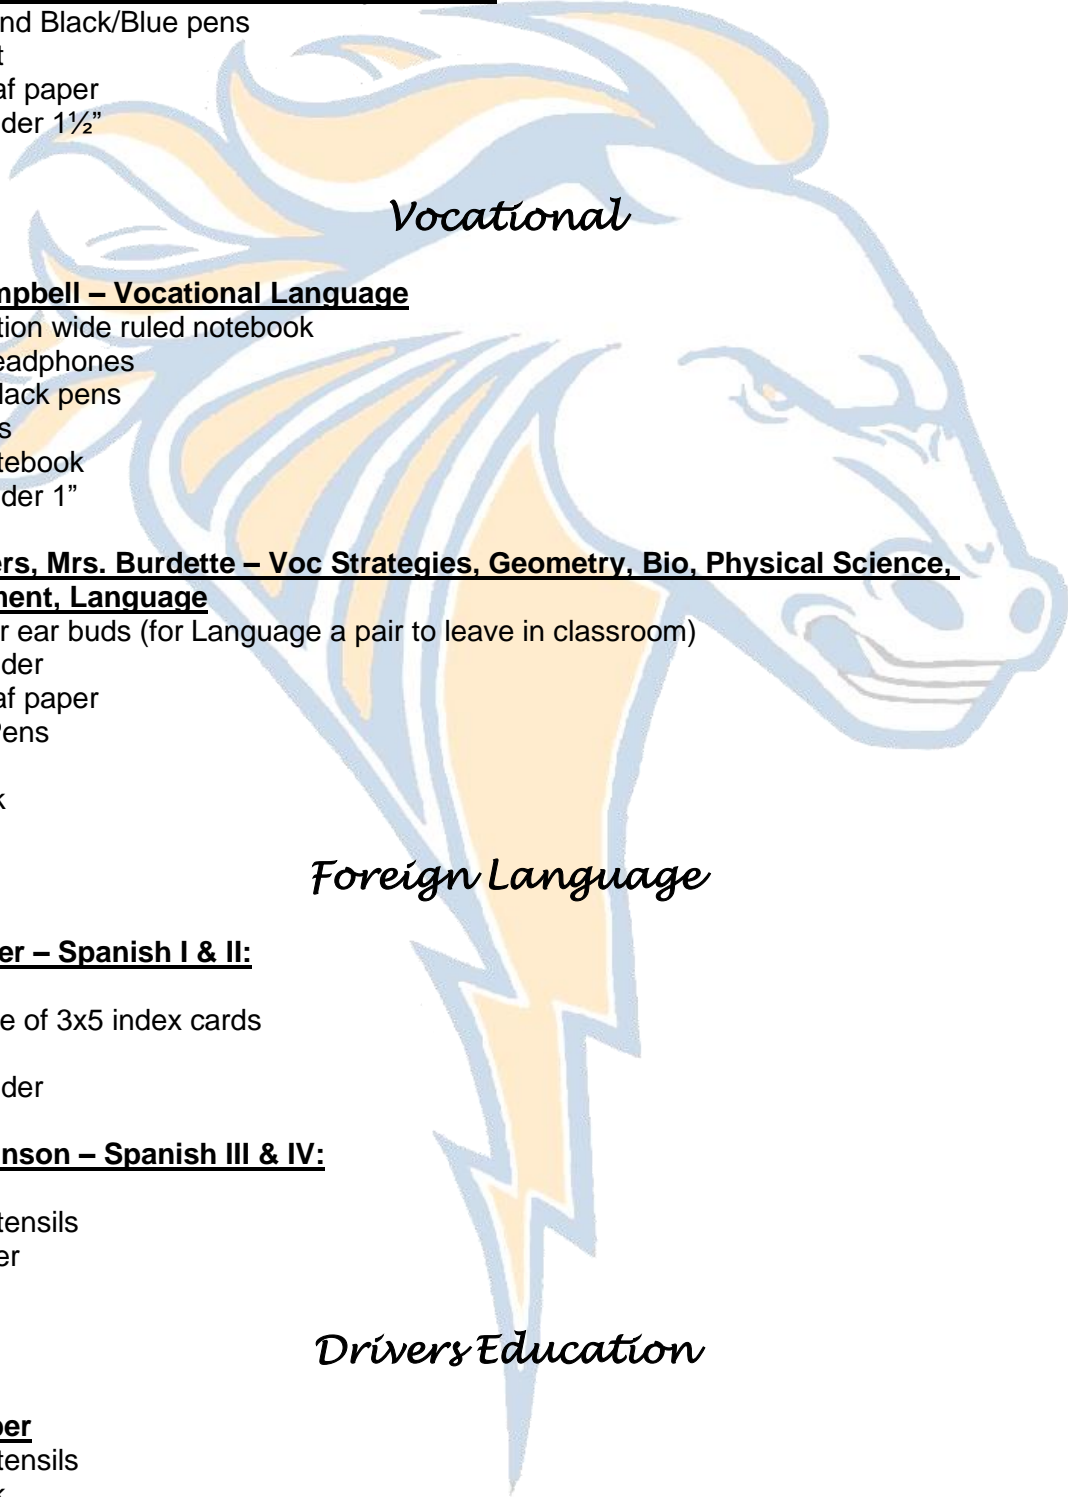 nd Black/Blue pens
t
af paper
der 1½”
Vocational
mpbell – Vocational Language
tion wide ruled notebook
eadphones
lack pens
s
tebook
der 1”
ers, Mrs. Burdette – Voc Strategies, Geometry, Bio, Physical Science,
ment, Language
r ear buds (for Language a pair to leave in classroom)
der
af paper
Pens
k
Foreign Language
er – Spanish I & II:
e of 3x5 index cards
der
nson – Spanish III & IV:
tensils
er
Drivers Education
per
tensils
k